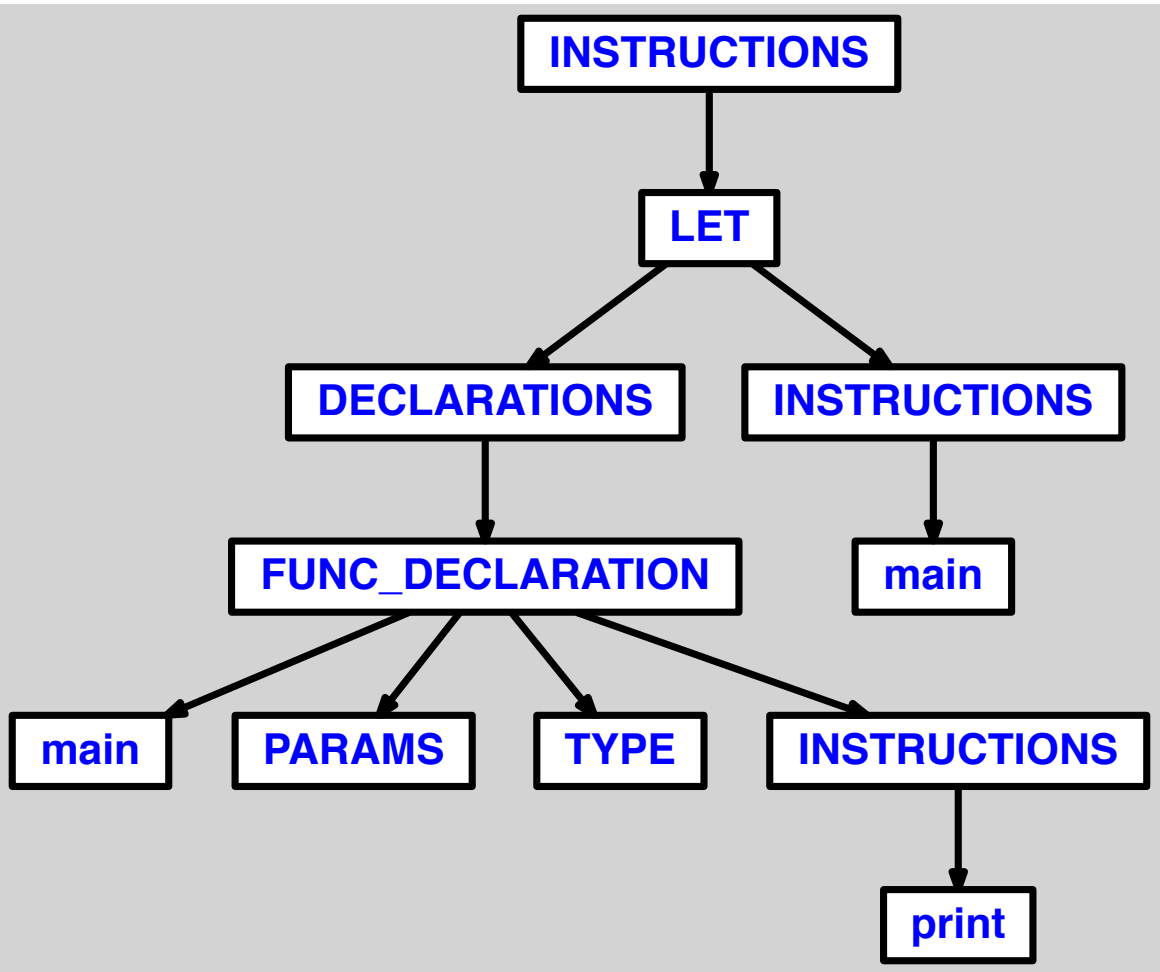 INSTRUCTIONS
LET
DECLARATIONS
INSTRUCTIONS
FUNC_DECLARATION
main
main
PARAMS
TYPE
INSTRUCTIONS
print